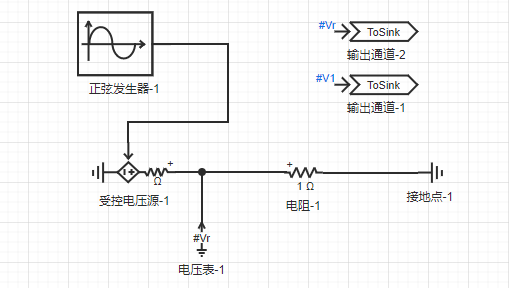 #Vr
ToSink
输出通道-2
#V1
ToSink
输出通道-1
正弦发生器-1
+
Ω
受控电压源-1
+
1 Ω
电阻-1
接地点-1
#Vr
电压表-1